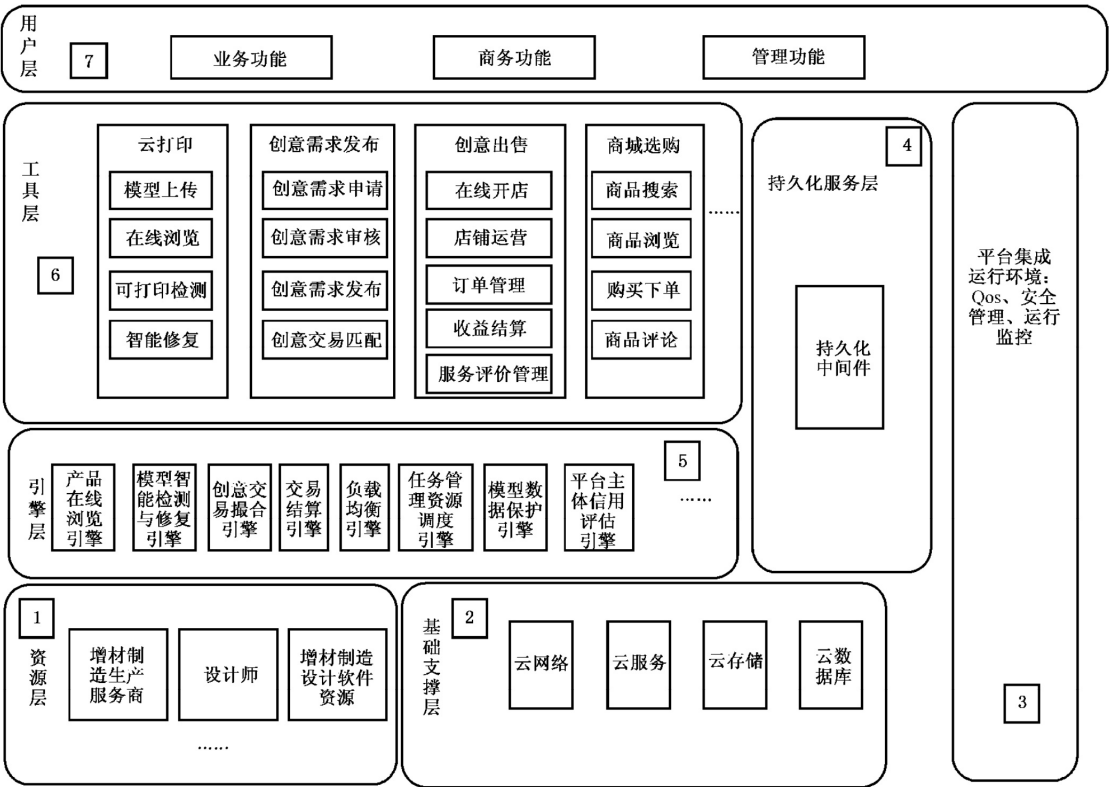 用
户
层
7
业务功能
商务功能
管理功能
工
具
层
6
云打印
模型上传
在线浏览
可打印检测
智能修复
创意需求发布
创意需求申请
创意需求审核
创意需求发布
创意交易匹配
创意出售
在线开店
店铺运营
订单管理
收益结算
服务评价管理
商城选购
商品搜索
商品浏览
购买下单
商品评论
……
4
持久化服务层
持久化
中间件
平台集成
运行环境：
Qos、安全
管理、运行
监控
3
引
擎
层
5
产品
在线
浏览
引擎
模型智
能检测
与修复
引擎
创意交
易撮合
引擎
交易
结算
引擎
负载
均衡
引擎
任务管
理资源
调度
引擎
模型数
据保护
引擎
平台主
体信用
评估
引擎
……
1
资
源
层
增材制
造生产
服务商
设计师
增材制造
设计软件
资源
……
2
基
础
支
撑
层
云网络
云服务
云存储
云数
据库